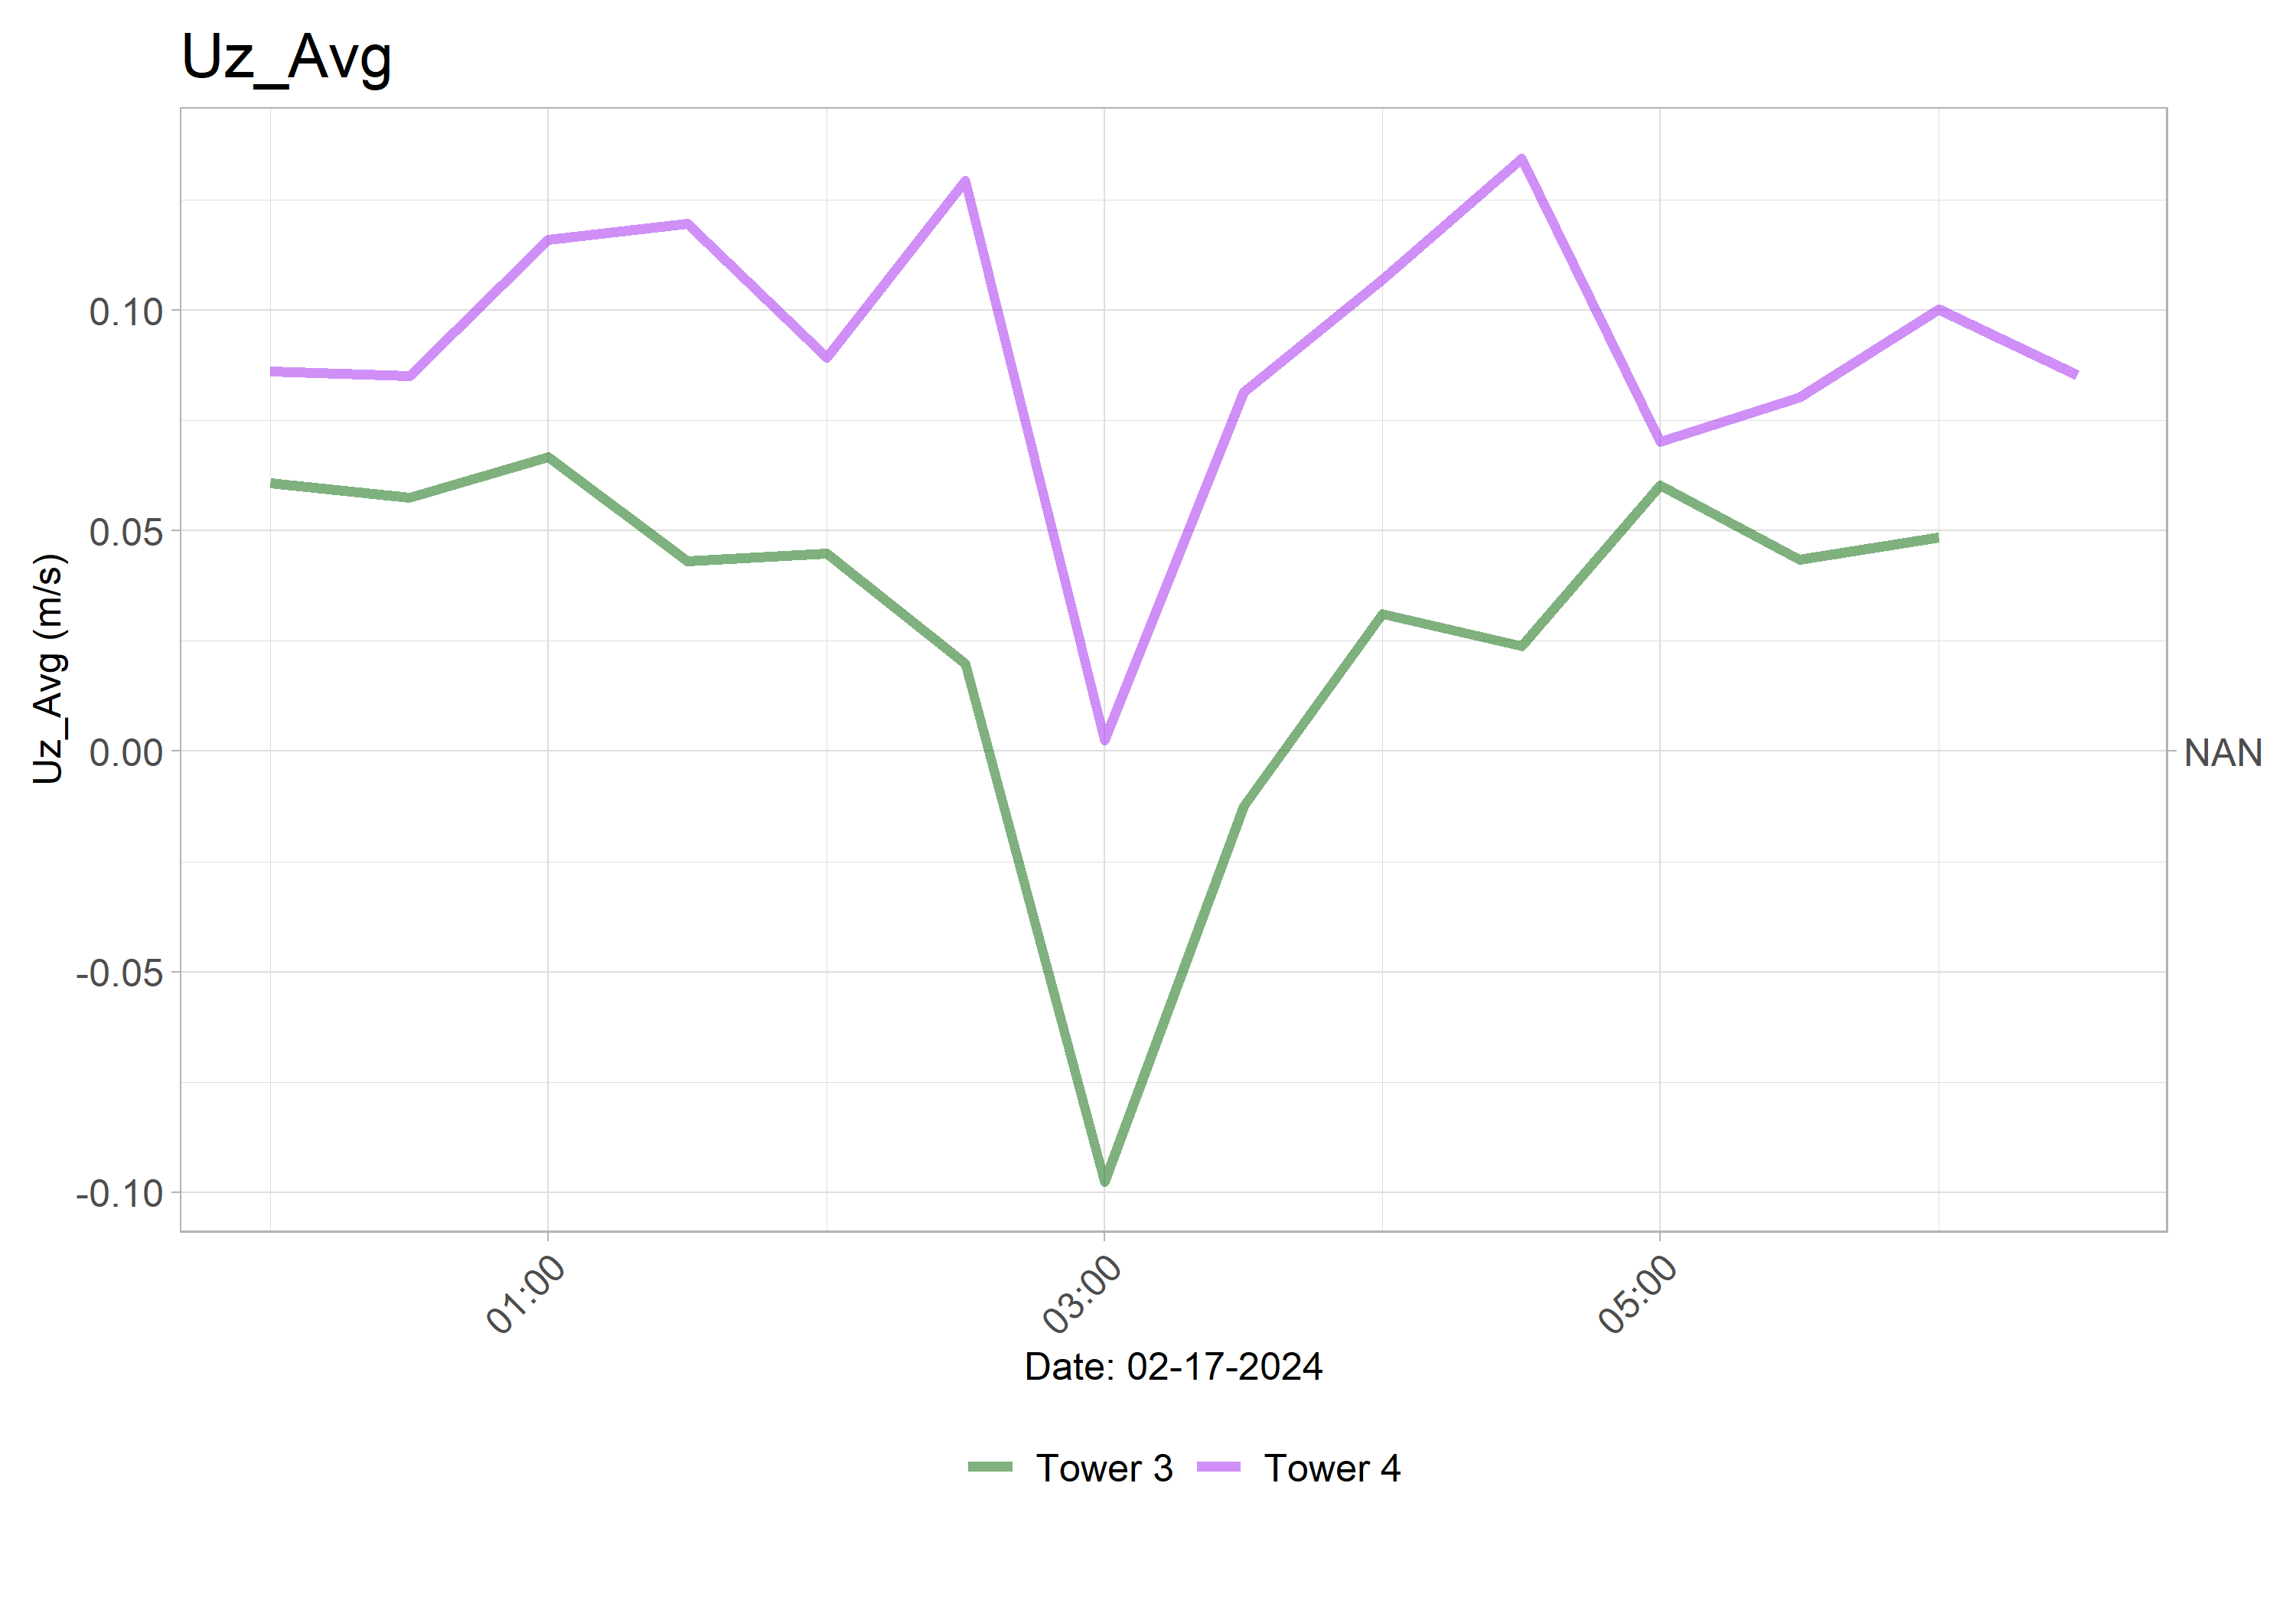 Uz_Avg
Uz_Avg (m/s)
0.10
0.05
0.00
-0.05
-0.10
NAN
01:00
03:00
05:00
Date: 02-17-2024
Tower 3
Tower 4